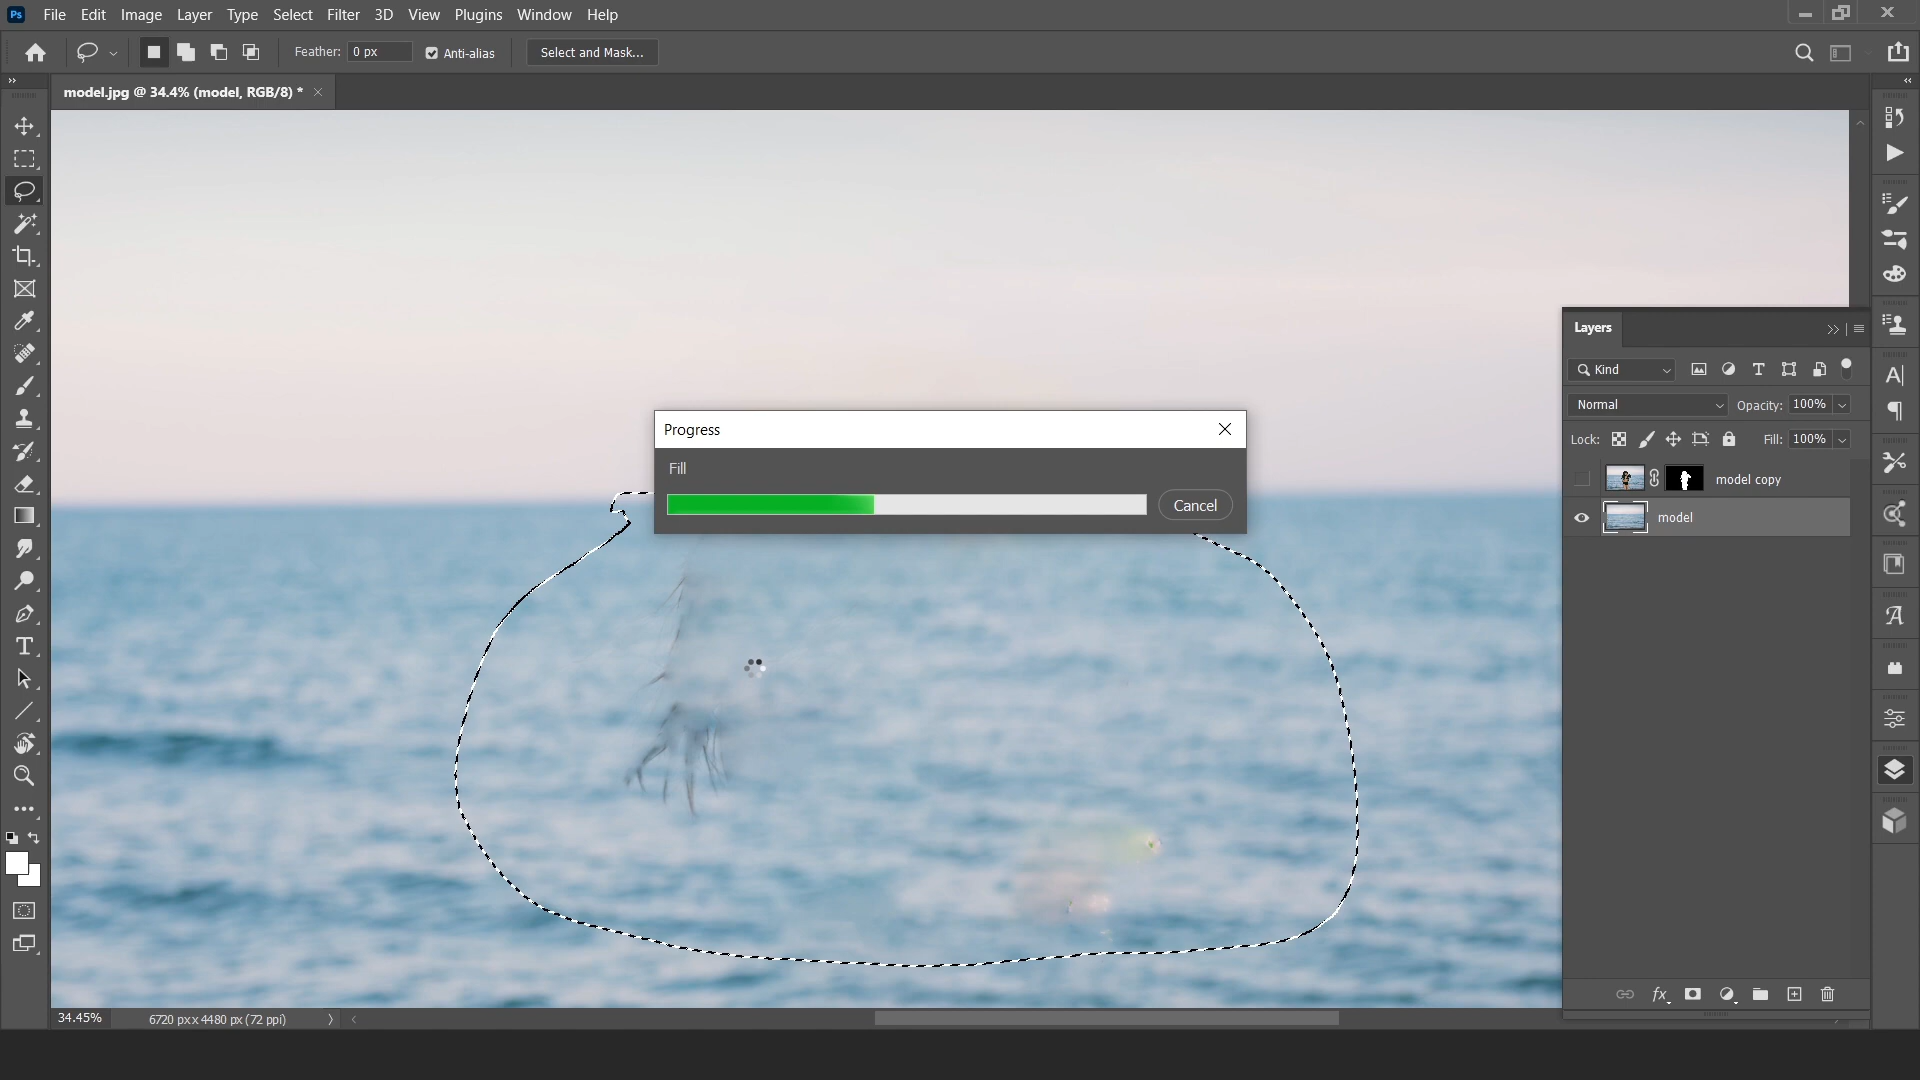 Ps File Edit Image Layer Type Select Filter 3D View Plugins Window Help
Feather: 0 px Anti-alias Select and Mask...
model.jpg @ 34.4% (model, RGB/8) *
Layers
Kind
Normal Opacity: 100%
Lock: Fill: 100%
model copy
model
Progress
Fill
Cancel
34.45% 6720 px x 4480 px (72 ppi)